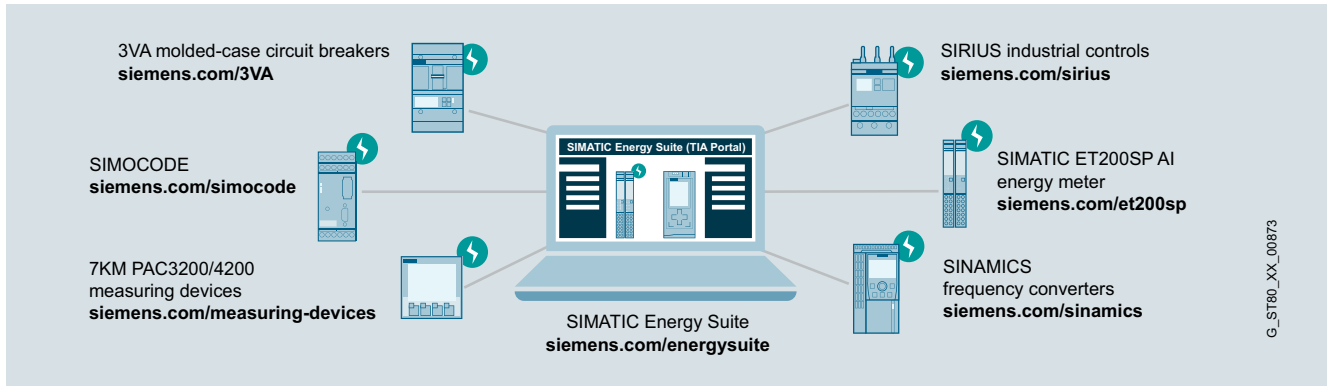 3VA molded-case circuit breakers
siemens.com/3VA
SIMOCODE
siemens.com/simocode
7KM PAC3200/4200
measuring devices
siemens.com/measuring-devices
SIMATIC Energy Suite (TIA Portal)
SIMATIC Energy Suite
siemens.com/energysuite
SIRIUS industrial controls
siemens.com/sirius
SIMATIC ET200SP AI
energy meter
siemens.com/et200sp
SINAMICS
frequency converters
siemens.com/sinamics
G_ST80_XX_00873